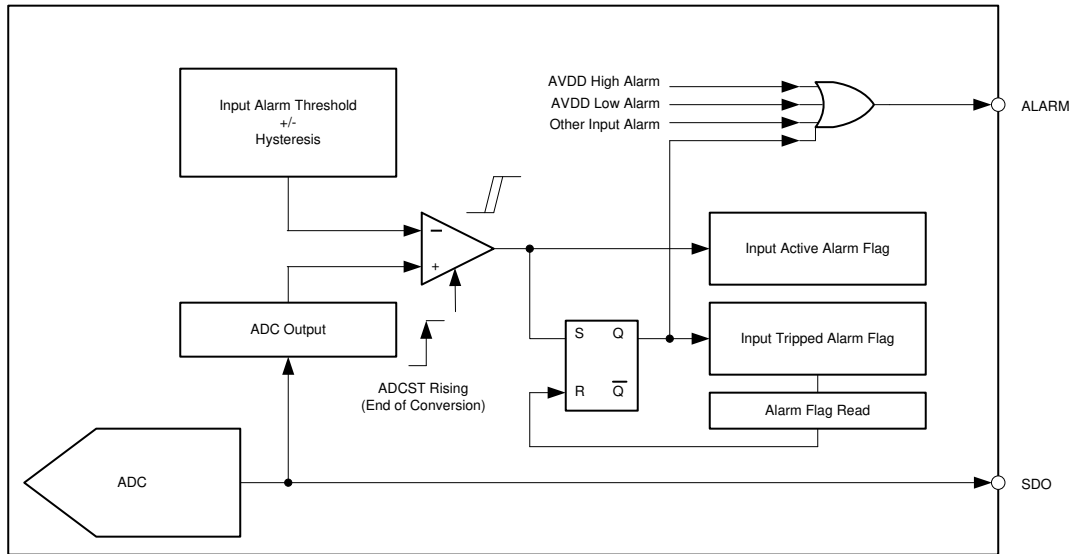 Input Alarm Threshold
+/-
Hysteresis
AVDD High Alarm
AVDD Low Alarm
Other Input Alarm
ALARM
−
+
Input Active Alarm Flag
ADC Output
ADCST Rising
(End of Conversion)
S Q
R Q̅
Input Tripped Alarm Flag
Alarm Flag Read
ADC
SDO